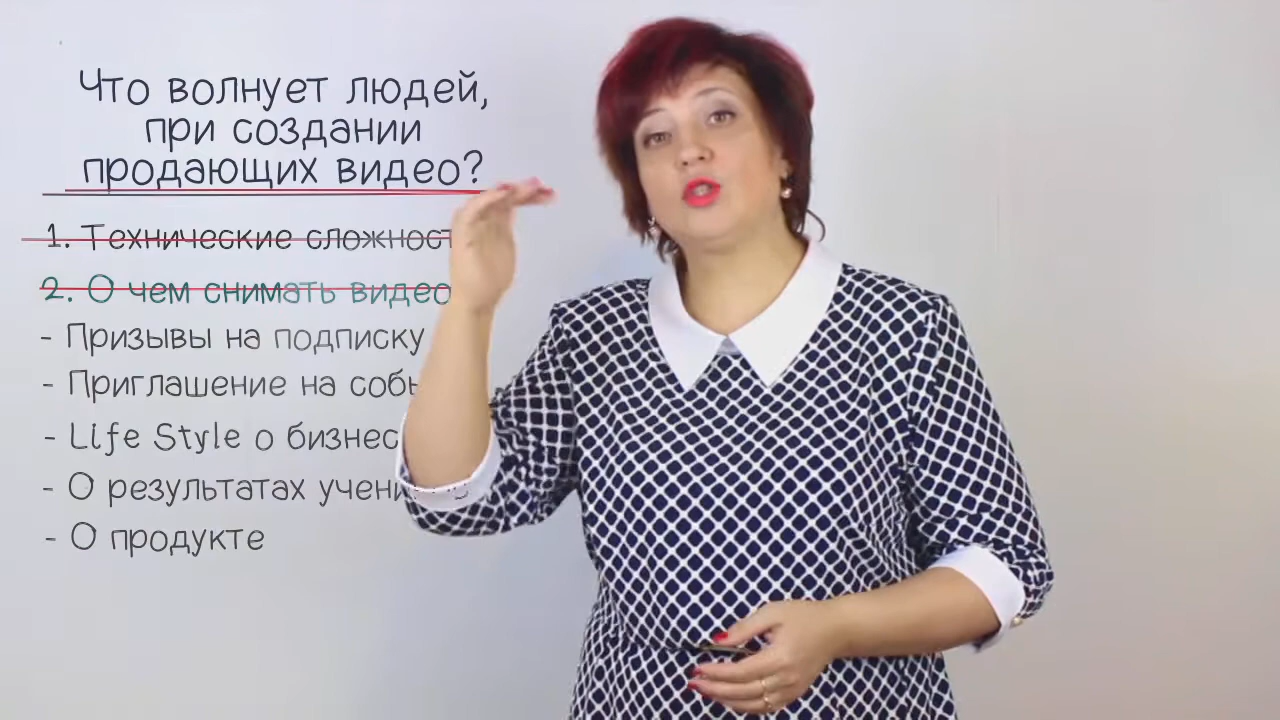 Что волнует людей,
при создании
продающих видео?
1. Технические
2. О чем снимать видео
- Призывы на подписку
- Приглашение на
- Life Style о
- О результатах
- О продукте